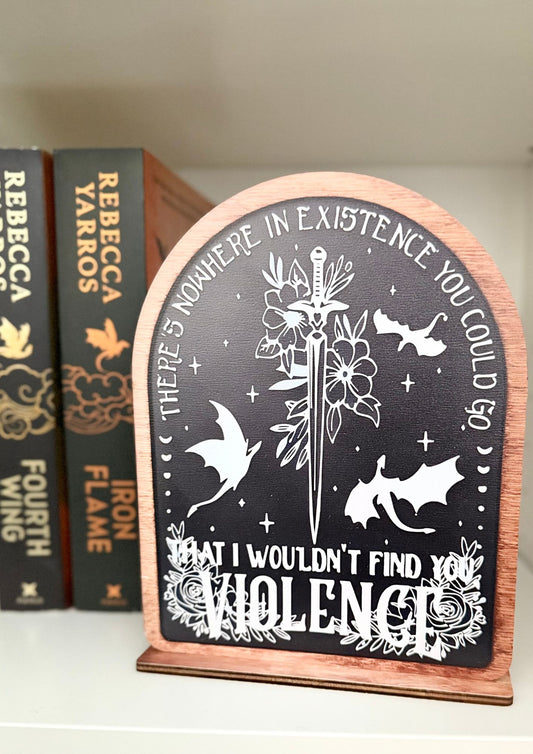 REBECCA YARROS
FOURTH WING
REBECCA YARROS
IRON FLAME
THERE'S NOWHERE IN EXISTENCE YOU COULD GO
THAT I WOULDN'T FIND YOU
VIOLENCE